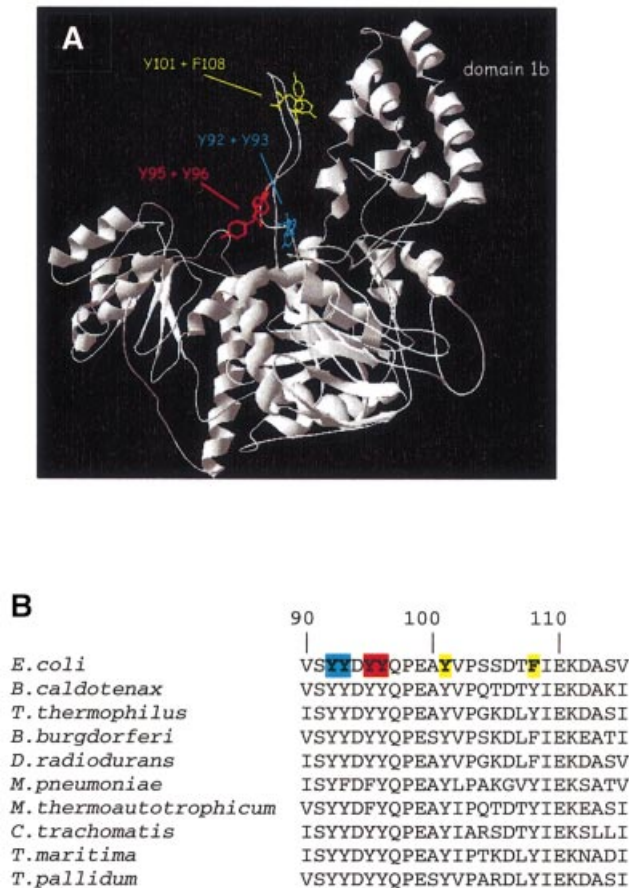 A
Y101 + F108
domain 1b
Y92 + Y93
Y95 + Y96
B
90 100 110
E.coli VSYYDYYQPEAYVPSSDTFIEKDASV
B.caldotenax VSYYDYYQPEAYVPQTDTYIEKDAKI
T.thermophilus ISYYDYYQPEAYVPGKDLYIEKDASI
B.burgdorferi VSYYDYYQPESYVPSKDLFIEKEATI
D.radiodurans ISYYDYYQPEAYVPGKDLFIEKDASV
M.pneumoniae ISYFDFYQPEAYLPAKGVYIEKSATV
M.thermoautotrophicum VSYYDFYQPEAYIPQTDTYIEKEASI
C.trachomatis ISYYDYYQPEAYIARSDTYIEKSLLI
T.maritima ISYYDYYQPEAYIPTKDLYIEKNADI
T.pallidum VSYYDYYQPESYVPARDLYIEKDASI